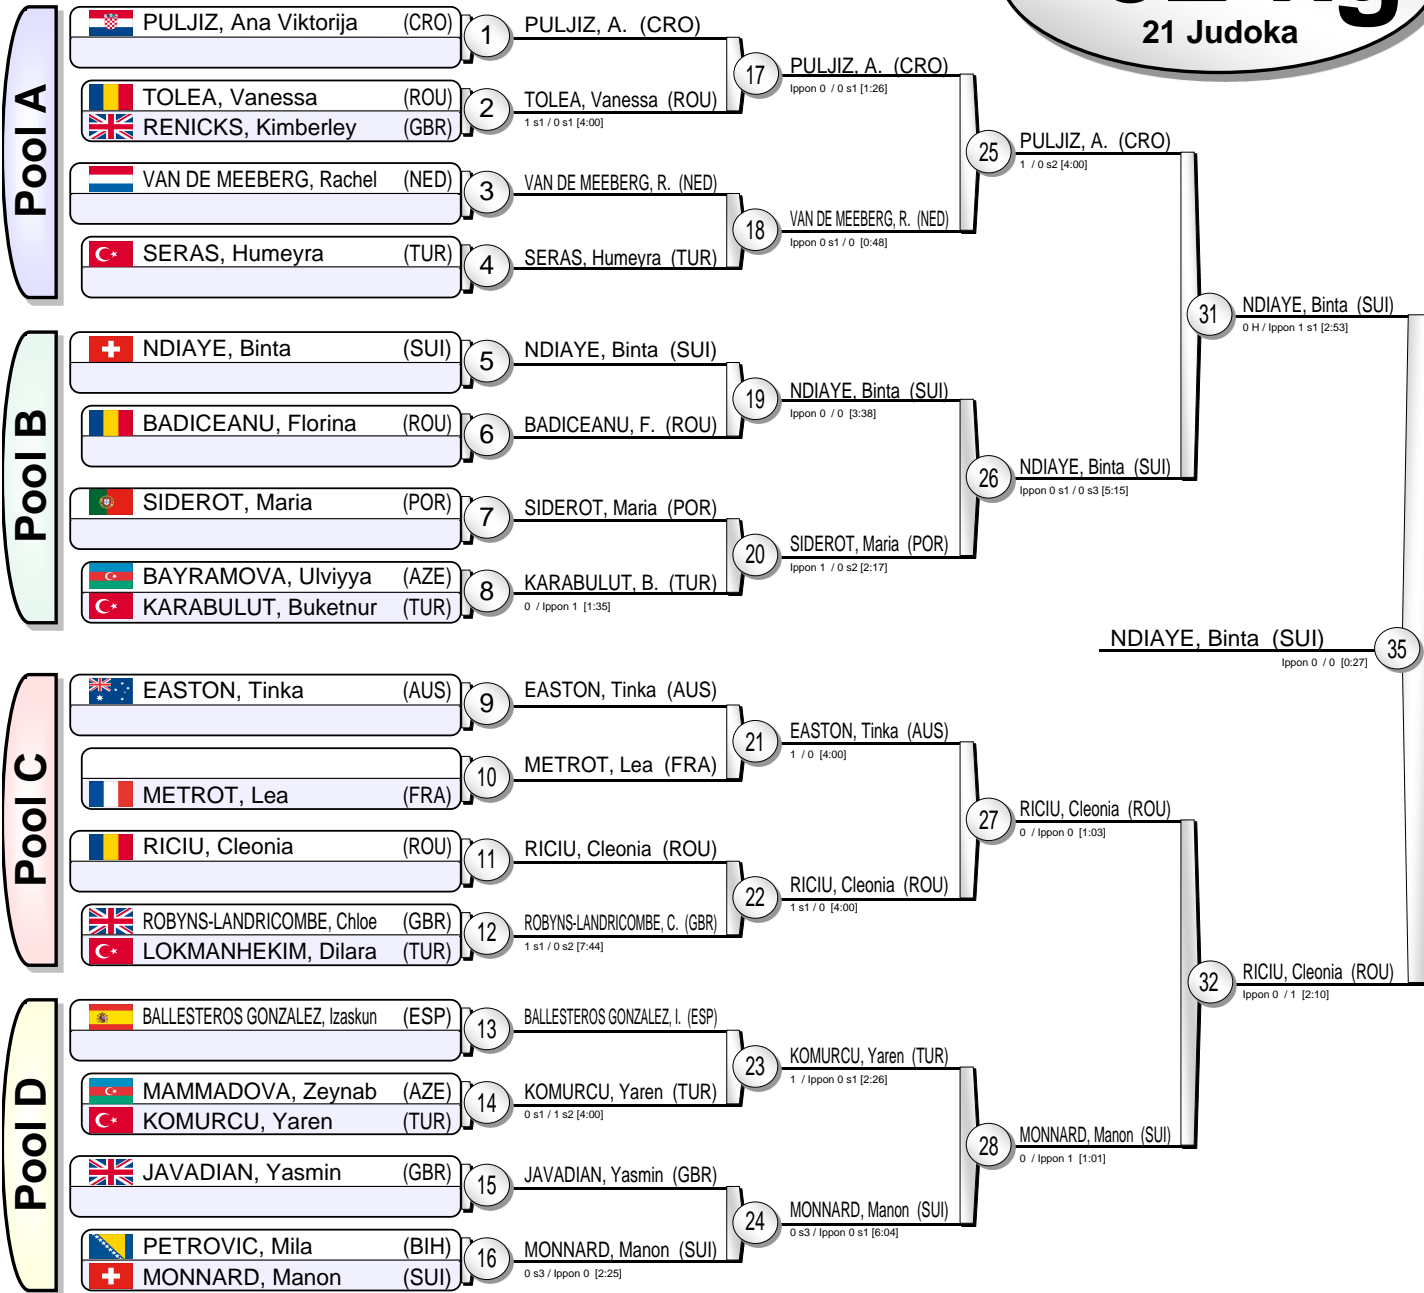 21 Judoka
Pool A
PULJIZ, Ana Viktorija (CRO)
1
PULJIZ, A. (CRO)
TOLEA, Vanessa (ROU)
RENICKS, Kimberley (GBR)
2
TOLEA, Vanessa (ROU)
1 s1 / 0 s1 [4:00]
17
PULJIZ, A. (CRO)
Ippon 0 / 0 s1 [1:26]
VAN DE MEEBERG, Rachel (NED)
3
VAN DE MEEBERG, R. (NED)
SERAS, Humeyra (TUR)
4
SERAS, Humeyra (TUR)
18
VAN DE MEEBERG, R. (NED)
Ippon 0 s1 / 0 [0:48]
25
PULJIZ, A. (CRO)
1 / 0 s2 [4:00]
Pool B
NDIAYE, Binta (SUI)
5
NDIAYE, Binta (SUI)
BADICEANU, Florina (ROU)
6
BADICEANU, F. (ROU)
19
NDIAYE, Binta (SUI)
Ippon 0 / 0 [3:38]
SIDEROT, Maria (POR)
7
SIDEROT, Maria (POR)
BAYRAMOVA, Ulviyya (AZE)
KARABULUT, Buketnur (TUR)
8
KARABULUT, B. (TUR)
0 / Ippon 1 [1:35]
20
SIDEROT, Maria (POR)
Ippon 1 / 0 s2 [2:17]
26
NDIAYE, Binta (SUI)
Ippon 0 s1 / 0 s3 [5:15]
31
NDIAYE, Binta (SUI)
0 H / Ippon 1 s1 [2:53]
NDIAYE, Binta (SUI)
35
Ippon 0 / 0 [0:27]
Pool C
EASTON, Tinka (AUS)
9
EASTON, Tinka (AUS)
METROT, Lea (FRA)
10
METROT, Lea (FRA)
21
EASTON, Tinka (AUS)
1 / 0 [4:00]
RICIU, Cleonia (ROU)
11
RICIU, Cleonia (ROU)
ROBYNS-LANDRICOMBE, Chloe (GBR)
LOKMANHEKIM, Dilara (TUR)
12
ROBYNS-LANDRICOMBE, C. (GBR)
1 s1 / 0 s2 [7:44]
22
RICIU, Cleonia (ROU)
1 s1 / 0 [4:00]
27
RICIU, Cleonia (ROU)
0 / Ippon 0 [1:03]
Pool D
BALLESTEROS GONZALEZ, Izaskun (ESP)
13
BALLESTEROS GONZALEZ, I. (ESP)
MAMMADOVA, Zeynab (AZE)
KOMURCU, Yaren (TUR)
14
KOMURCU, Yaren (TUR)
0 s1 / 1 s2 [4:00]
23
KOMURCU, Yaren (TUR)
1 / Ippon 0 s1 [2:26]
JAVADIAN, Yasmin (GBR)
15
JAVADIAN, Yasmin (GBR)
PETROVIC, Mila (BIH)
MONNARD, Manon (SUI)
16
MONNARD, Manon (SUI)
0 s3 / Ippon 0 [2:25]
24
MONNARD, Manon (SUI)
0 s3 / Ippon 0 s1 [6:04]
28
MONNARD, Manon (SUI)
0 / Ippon 1 [1:01]
32
RICIU, Cleonia (ROU)
Ippon 0 / 1 [2:10]